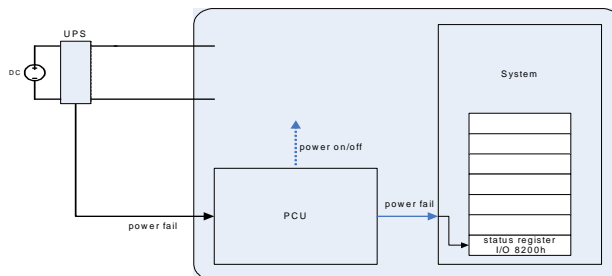 UPS
DC
System
power on/off
power fail
PCU
power fail
status register
I/O 8200h